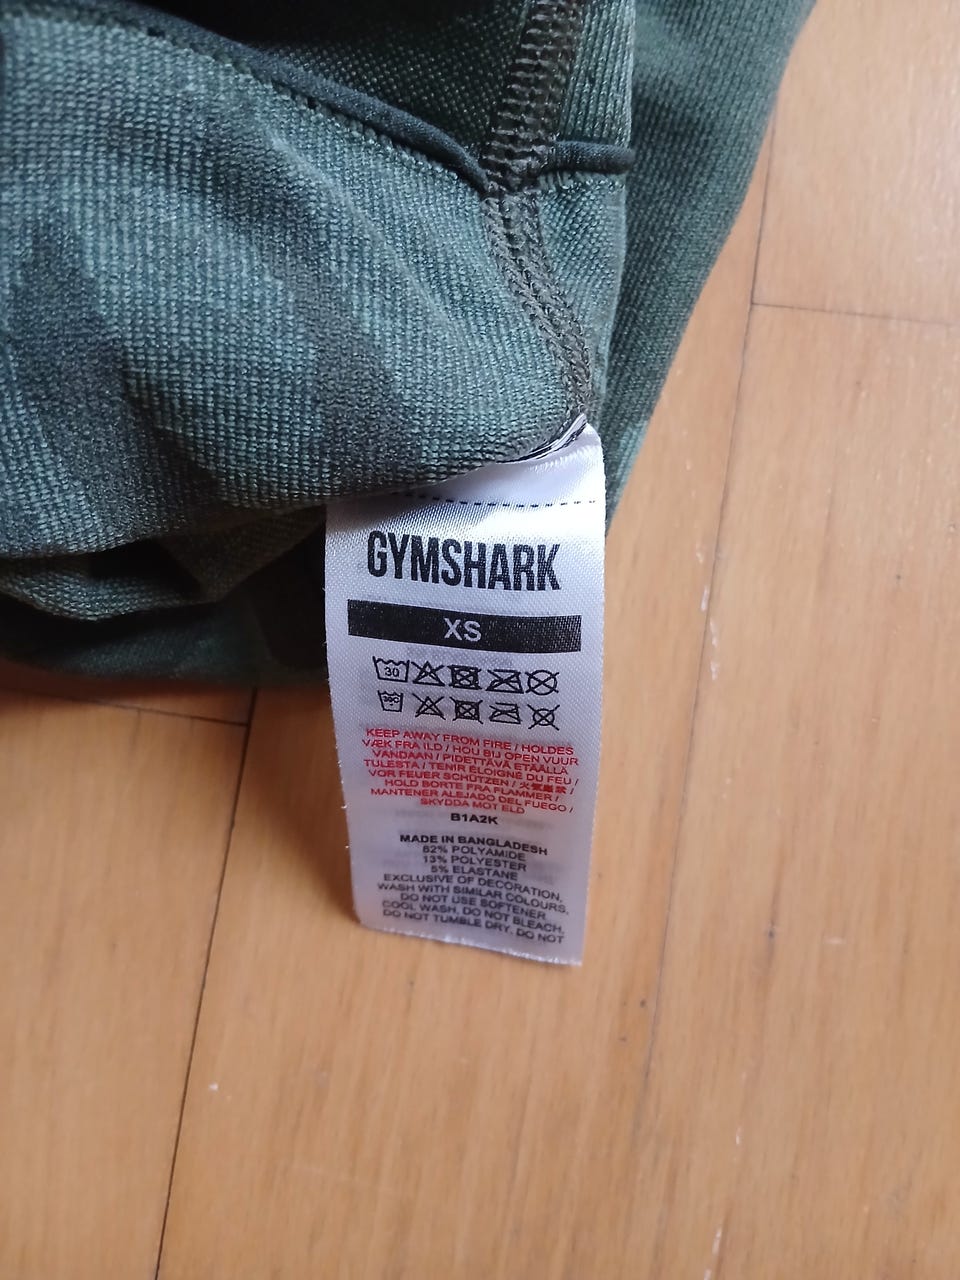 GYMSHARK
XS
30
KEEP AWAY FROM FIRE / HOLDES
VÆK FRA ILD / HOU BIJ OPEN VUUR
VANDAAN / PIDETTÄVÄ ETÄÄLLÄ
TULESTA / TENIR ÉLOIGNÉ DU FEU /
VOR FEUER SCHÜTZEN / 火気厳禁 /
HOLD BORTE FRA FLAMMER /
MANTENER ALEJADO DEL FUEGO /
SKYDDA MOT ELD
B1A2K
MADE IN BANGLADESH
82% POLYAMIDE
13% POLYESTER
5% ELASTANE
EXCLUSIVE OF DECORATION,
WASH WITH SIMILAR COLOURS,
DO NOT USE SOFTENER
COOL WASH, DO NOT BLEACH,
DO NOT TUMBLE DRY, DO NOT